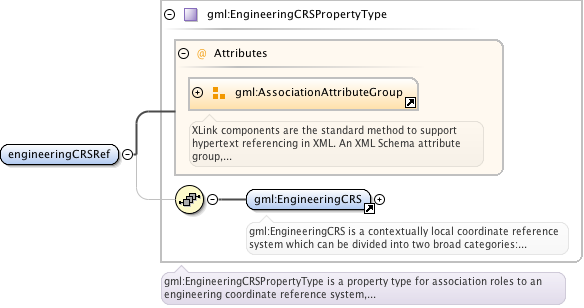 gml:EngineeringCRSPropertyType
@ Attributes
gml:AssociationAttributeGroup
XLink components are the standard method to support
hypertext referencing in XML. An XML Schema attribute
group,...
engineeringCRSRef
gml:EngineeringCRS
gml:EngineeringCRS is a contextually local coordinate reference
system which can be divided into two broad categories:...
gml:EngineeringCRSPropertyType is a property type for association roles to an
engineering coordinate reference system,...